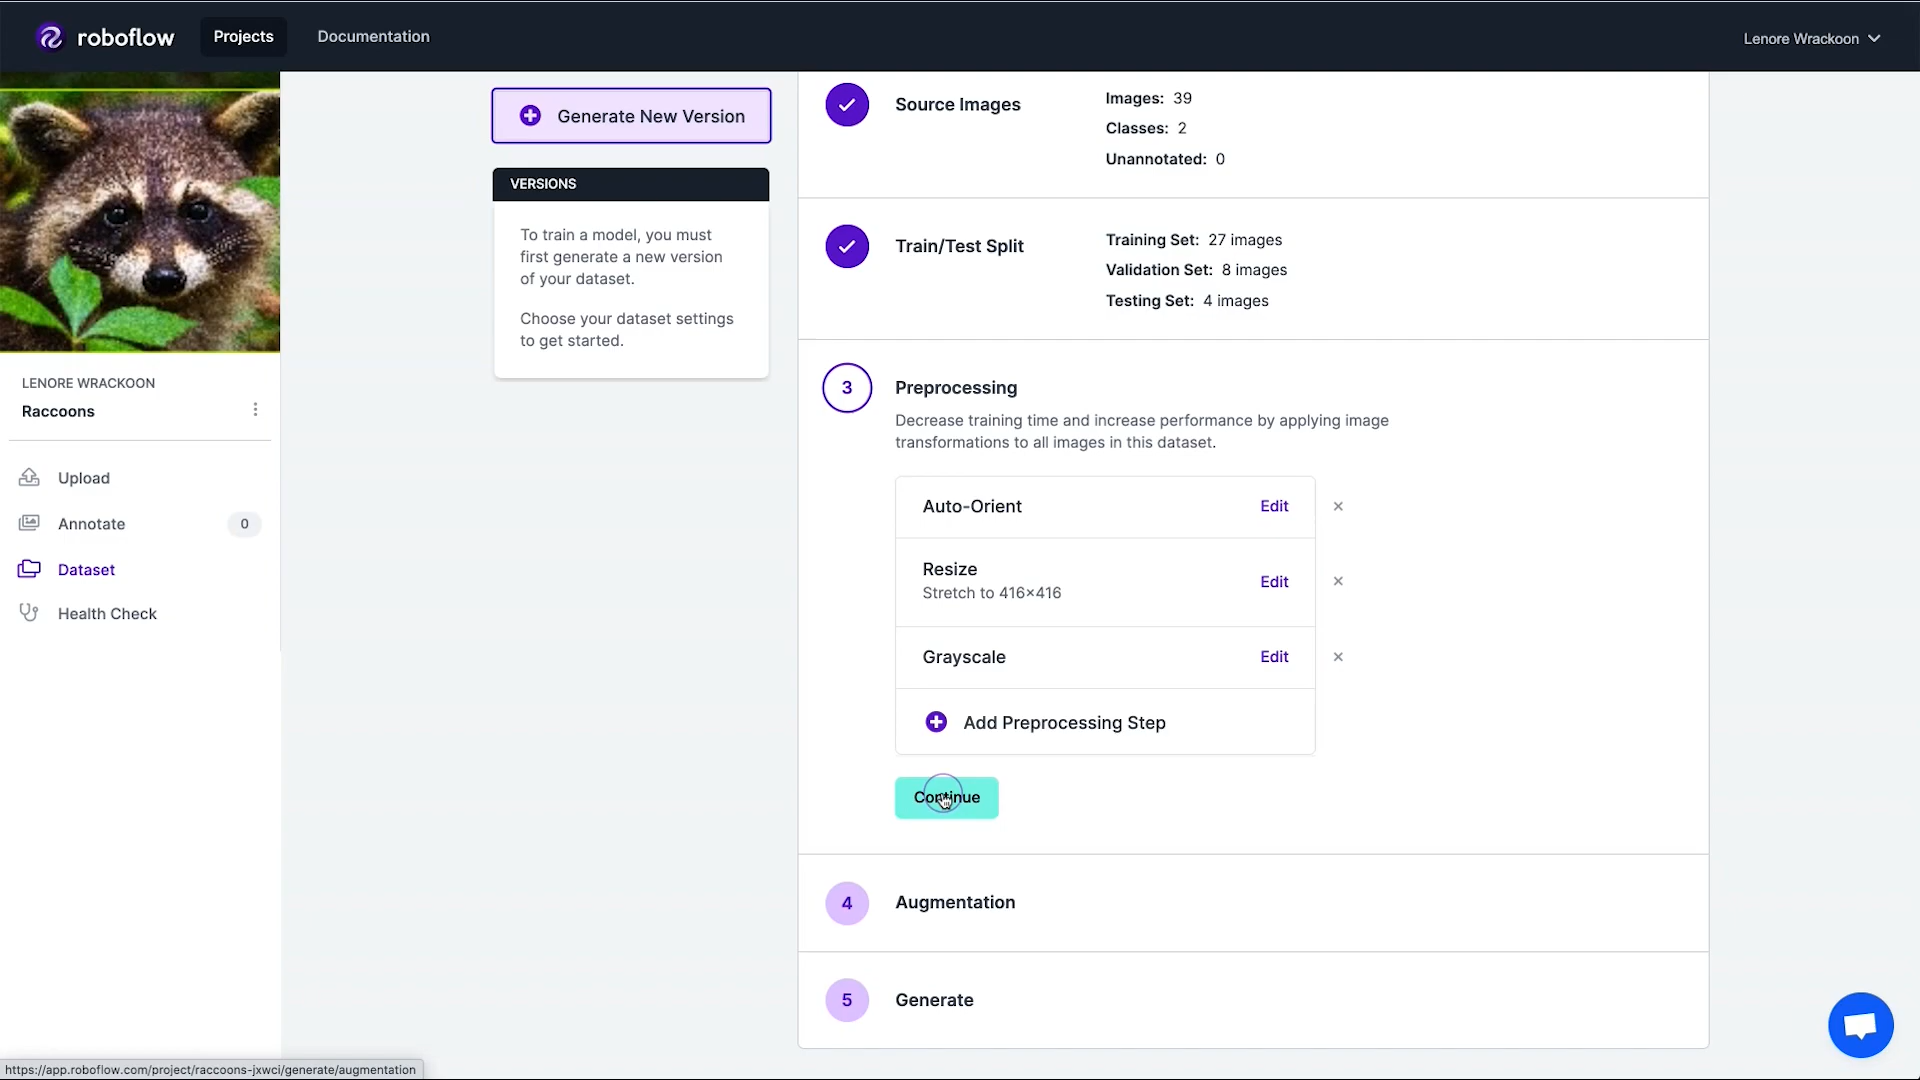 roboflow
Projects
Documentation
Lenore Wrackoon
LENORE WRACKOON
Raccoons
Upload
Annotate
0
Dataset
Health Check
Generate New Version
VERSIONS
To train a model, you must
first generate a new version
of your dataset.
Choose your dataset settings
to get started.
Source Images
Images: 39
Classes: 2
Unannotated: 0
Train/Test Split
Training Set: 27 images
Validation Set: 8 images
Testing Set: 4 images
3
Preprocessing
Decrease training time and increase performance by applying image
transformations to all images in this dataset.
Auto-Orient
Edit
×
Resize
Stretch to 416×416
Edit
×
Grayscale
Edit
×
Add Preprocessing Step
Continue
4
Augmentation
5
Generate
https://app.roboflow.com/project/raccoons-jxwci/generate/augmentation